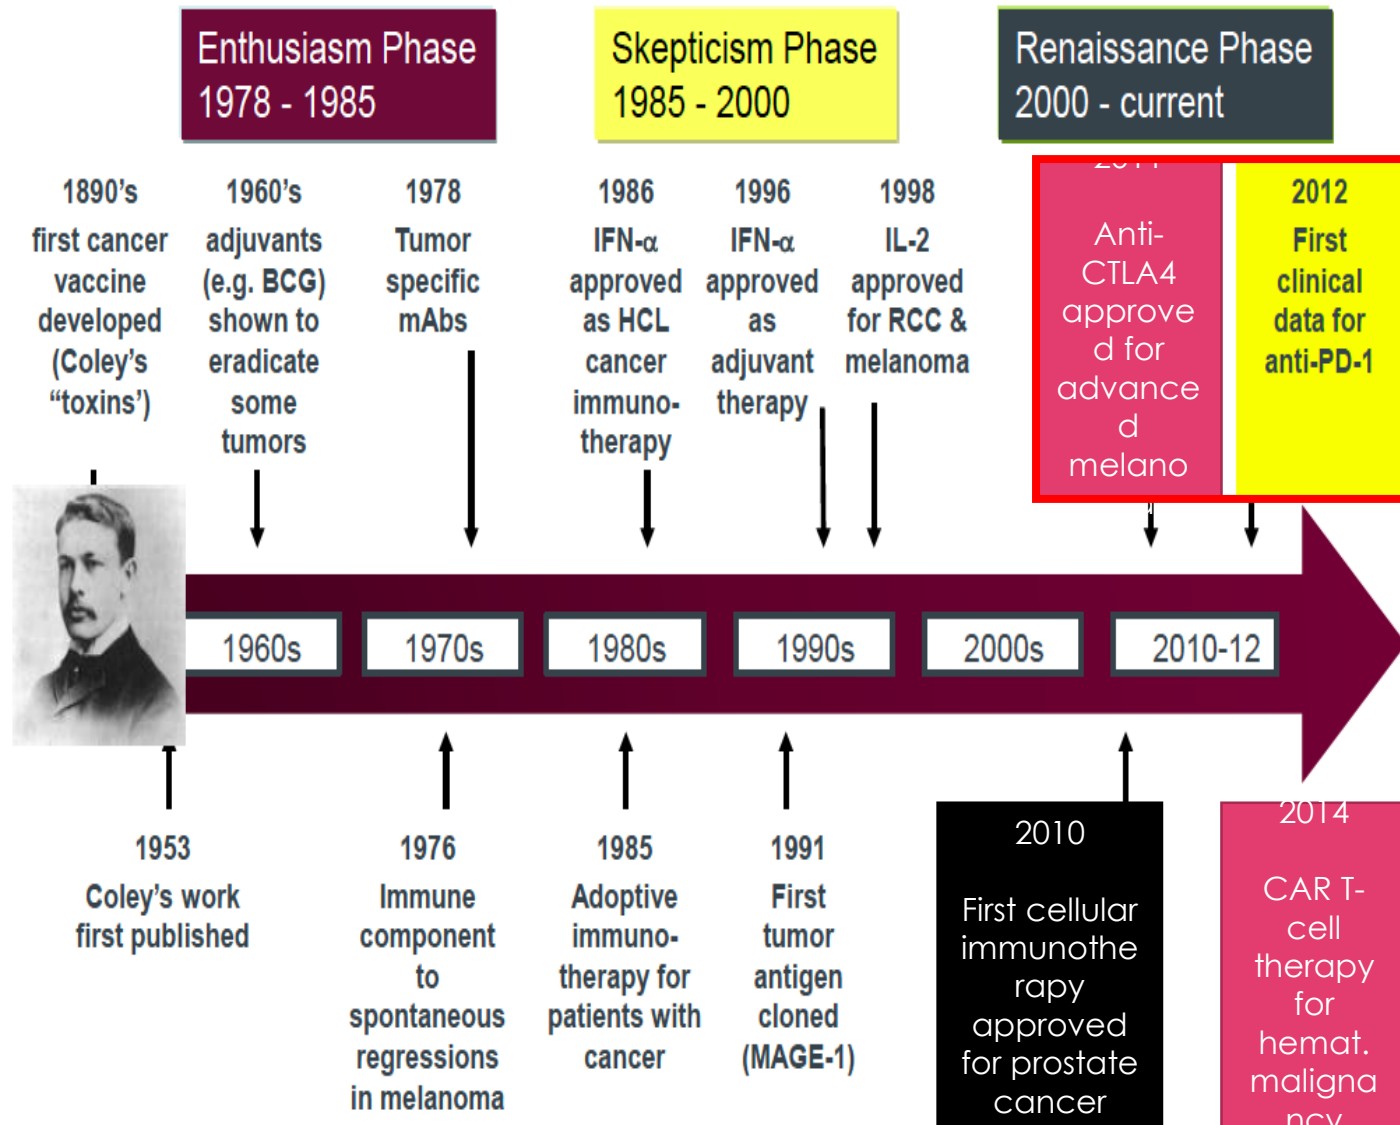 Enthusiasm Phase
1978 - 1985
Skepticism Phase
1985 - 2000
Renaissance Phase
2000 - current
1890's
first cancer
vaccine
developed
(Coley's
“toxins')
1960's
adjuvants
(e.g. BCG)
shown to
eradicate
some
tumors
1978
Tumor
specific
mAbs
1986
IFN-α
approved
as HCL
cancer
immuno-
therapy
1996
IFN-α
approved
as
adjuvant
therapy
1998
IL-2
approved
for RCC &
melanoma
Anti-
CTLA4
approve
d for
advance
d
melano
2012
First
clinical
data for
anti-PD-1
1960s
1970s
1980s
1990s
2000s
2010-12
1953
Coley's work
first published
1976
Immune
component
to
spontaneous
regressions
in melanoma
1985
Adoptive
immuno-
therapy for
patients with
cancer
1991
First
tumor
antigen
cloned
(MAGE-1)
2010
First cellular
immunothe
rapy
approved
for prostate
cancer
2014
CAR T-
cell
therapy
for
hemat.
maligna
ncy